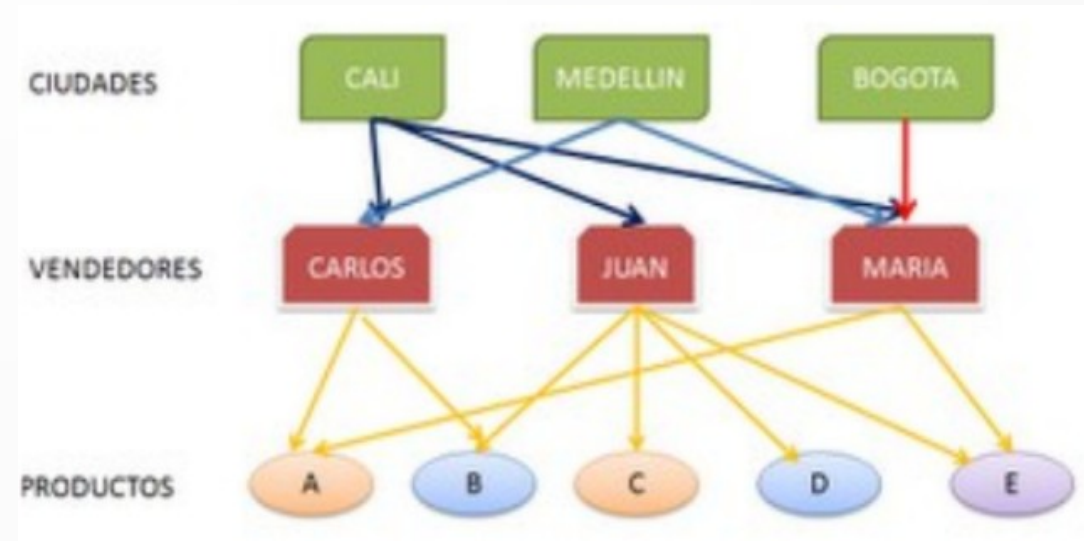 CIUDADES
CALI
MEDELLIN
BOGOTA
VENDEDORES
CARLOS
JUAN
MARIA
PRODUCTOS
A
B
C
D
E